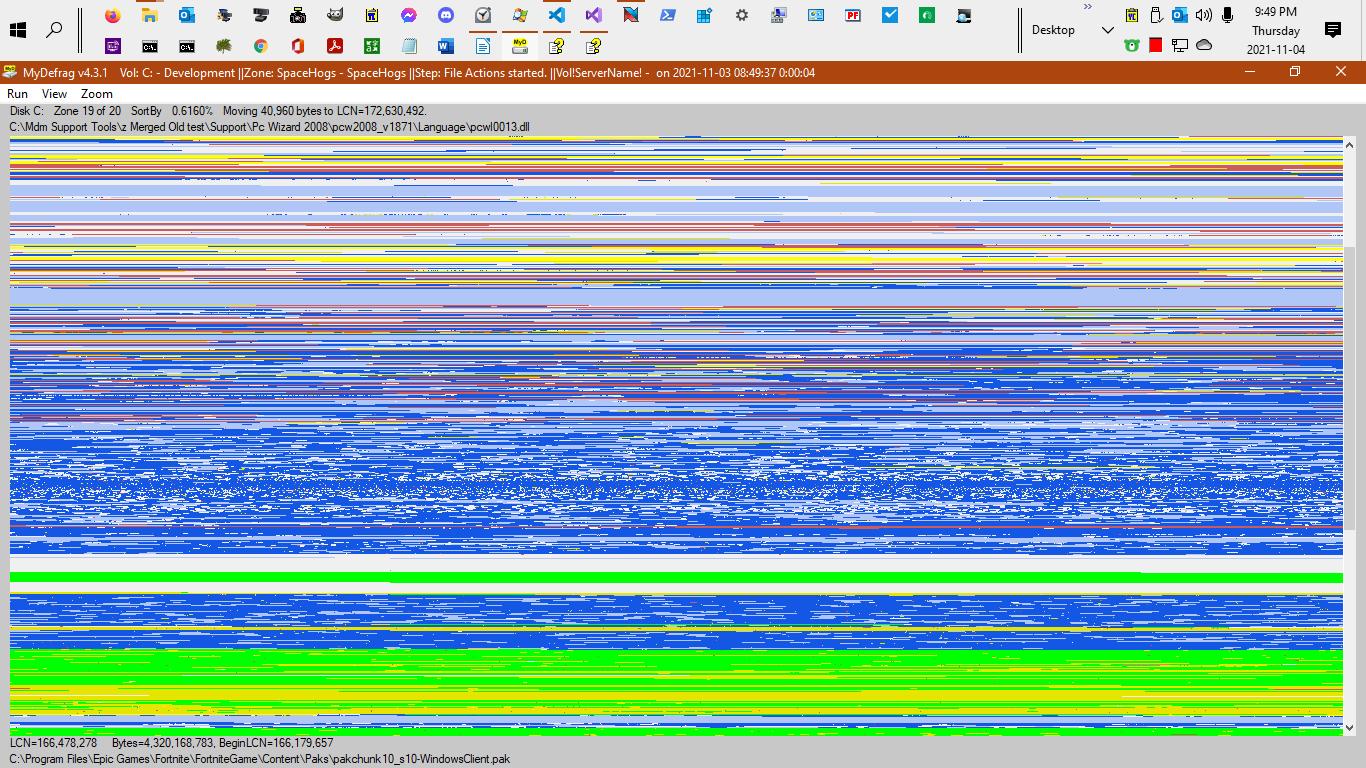 9:49 PM
Desktop
Thursday
2021-11-04
MyDefrag v4.3.1 Vol: C: - Development ||Zone: SpaceHogs - SpaceHogs ||Step: File Actions started. ||Vol!ServerName! - on 2021-11-03 08:49:37 0:00:04
Run View Zoom
Disk C: Zone 19 of 20 SortBy 0.6160% Moving 40,960 bytes to LCN=172,630,492.
C:\Mdm Support Tools\z Merged Old test\Support\Pc Wizard 2008\pcw2008_v1871\Language\pcwl0013.dll
LCN=166,478,278 Bytes=4,320,168,783, BeginLCN=166,179,657
C:\Program Files\Epic Games\Fortnite\FortniteGame\Content\Paks\pakchunk10_s10-WindowsClient.pak